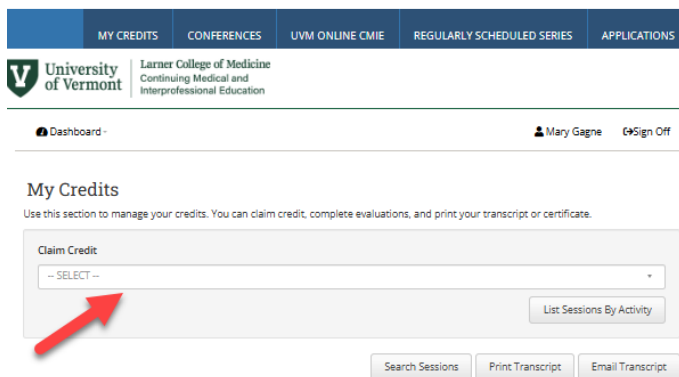 MY CREDITS CONFERENCES UVM ONLINE CMIE REGULARLY SCHEDULED SERIES APPLICATIONS
University of Vermont
Larner College of Medicine
Continuing Medical and
Interprofessional Education
Dashboard
Mary Gagne
Sign Off
My Credits
Use this section to manage your credits. You can claim credit, complete evaluations, and print your transcript or certificate.
Claim Credit
-- SELECT --
List Sessions By Activity
Search Sessions Print Transcript Email Transcript